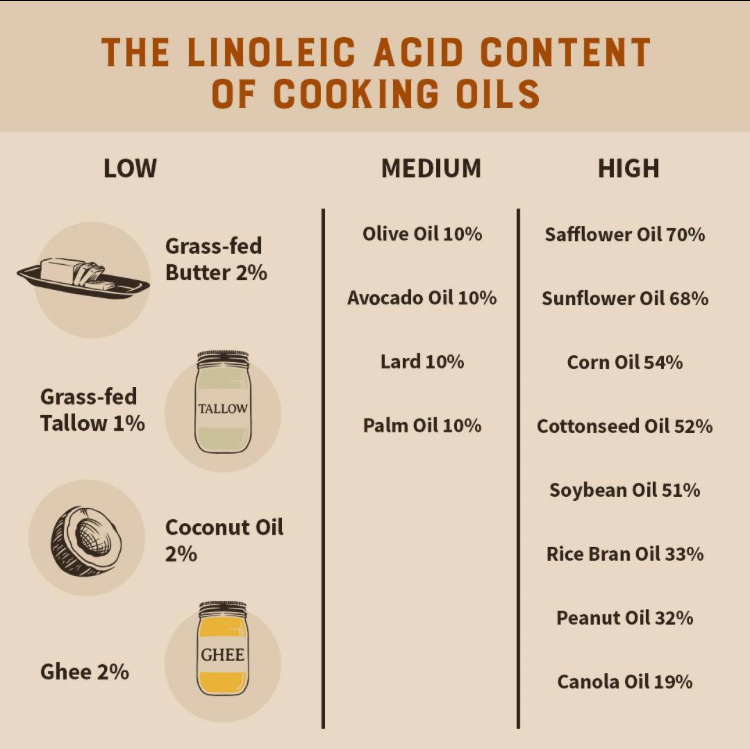 THE LINOLEIC ACID CONTENT
OF COOKING OILS
LOW
Grass-fed
Butter 2%
Grass-fed
Tallow 1%
TALLOW
Coconut Oil
2%
Ghee 2%
GHEE
MEDIUM
Olive Oil 10%
Avocado Oil 10%
Lard 10%
Palm Oil 10%
HIGH
Safflower Oil 70%
Sunflower Oil 68%
Corn Oil 54%
Cottonseed Oil 52%
Soybean Oil 51%
Rice Bran Oil 33%
Peanut Oil 32%
Canola Oil 19%